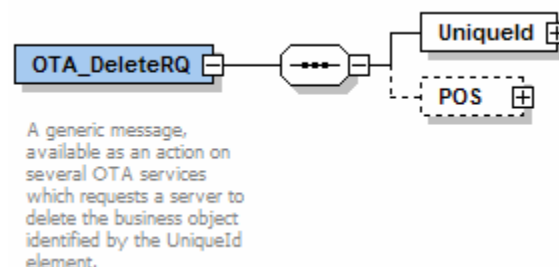 UniqueId
OTA_DeleteRQ
POS
A generic message,
available as an action on
several OTA services
which requests a server to
delete the business object
identified by the UniqueId
element.